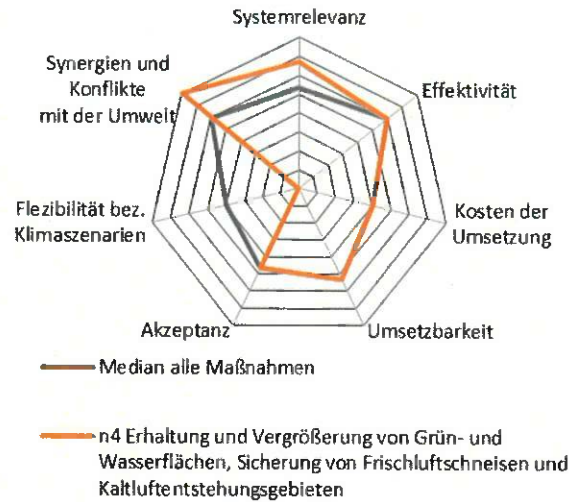 Systemrelevanz
Synergien und
Konflikte
mit der Umwelt
Effektivität
Flezibilität bez.
Klimaszenarien
Kosten der
Umsetzung
Akzeptanz
Umsetzbarkeit
Median alle Maßnahmen
n4 Erhaltung und Vergrößerung von Grün- und
Wasserflächen, Sicherung von Frischluftschneisen und
Kaltluftentstehungsgebieten